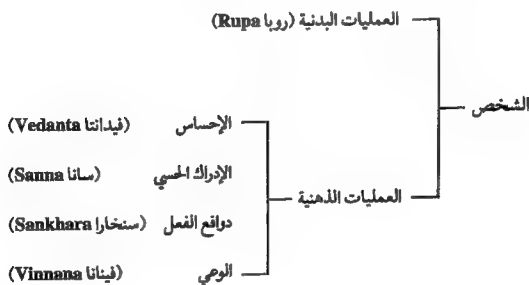 العمليات البدنية (روبا Rupa)
الشخص
الإحساس (فيدانتا Vedanta)
الإدراك الحسي (سانا Sanna)
العمليات الذهنية
دوافع الفعل (سنخارا Sankhara)
الوعي (فينانا Vinnana)